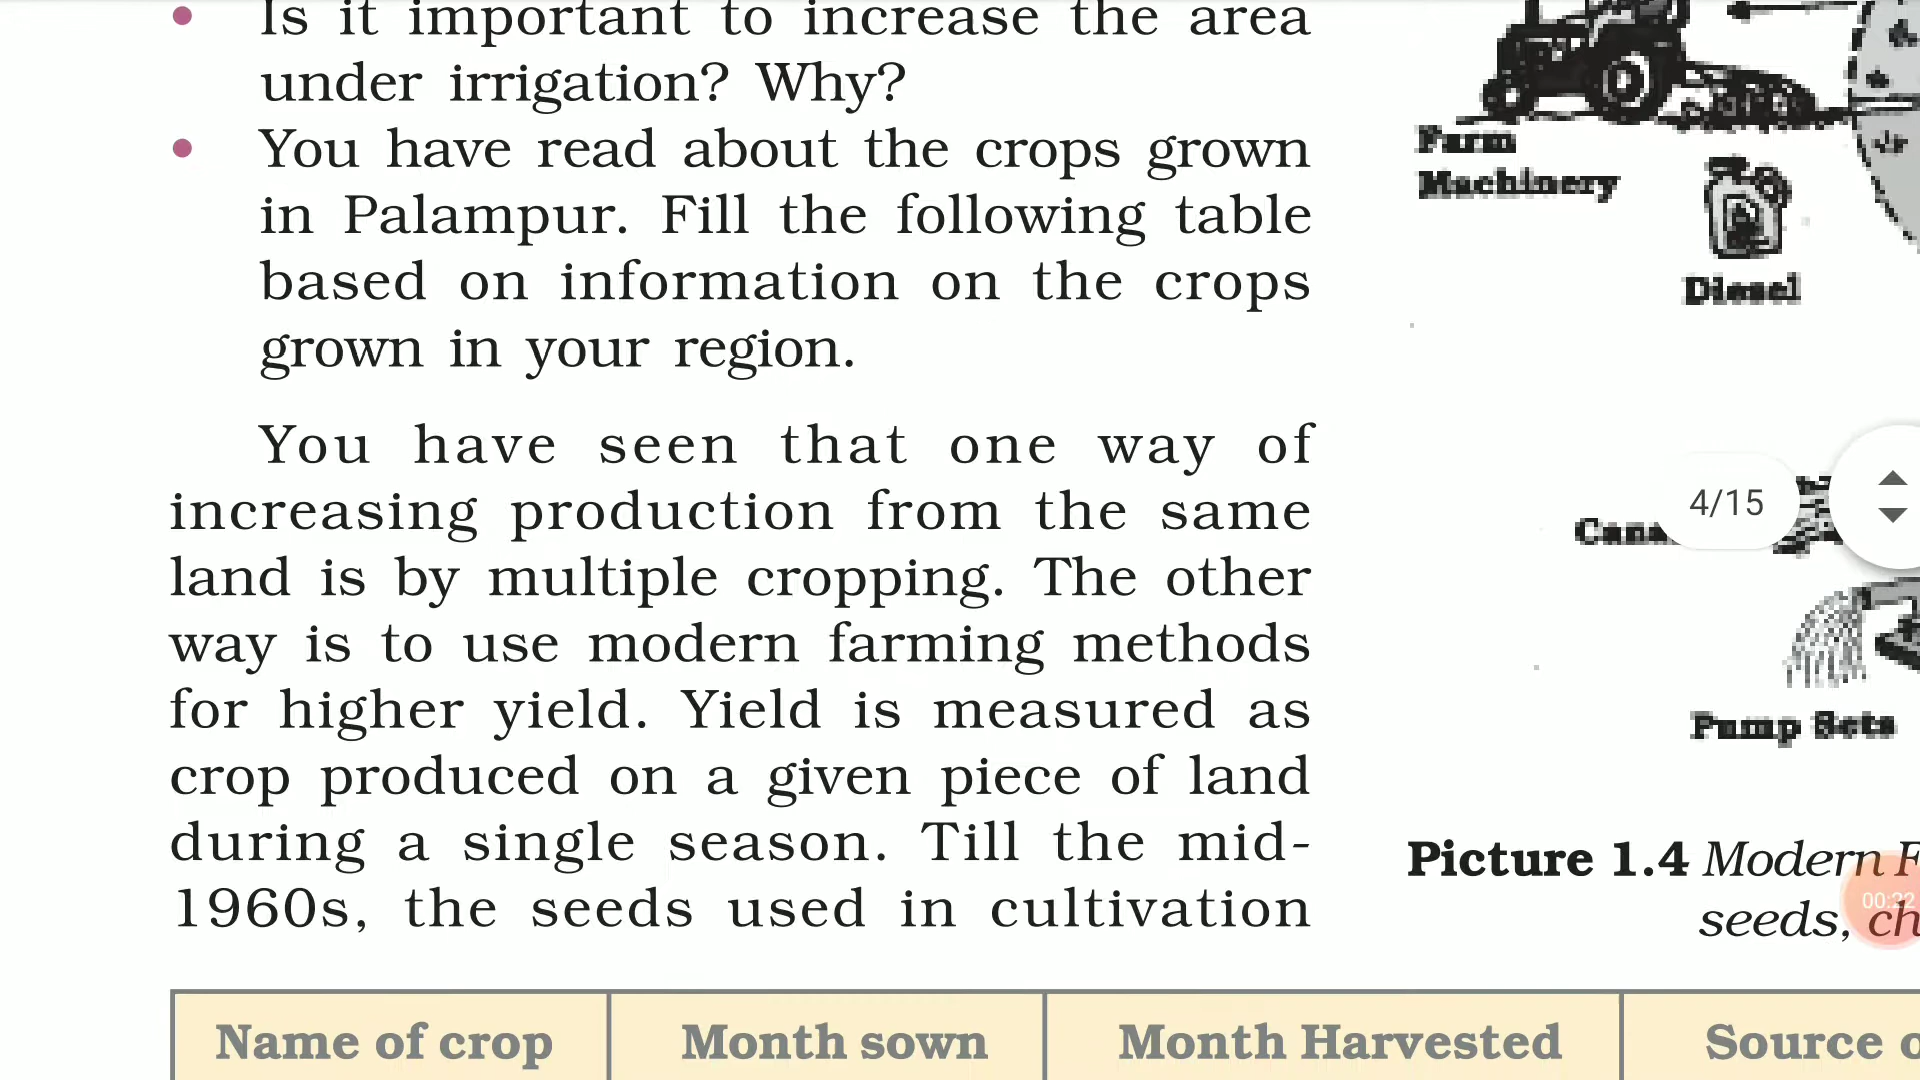 Is it important to increase the area
under irrigation? Why?
You have read about the crops grown
in Palampur. Fill the following table
based on information on the crops
grown in your region.
You have seen that one way of
increasing production from the same
land is by multiple cropping. The other
way is to use modern farming methods
for higher yield. Yield is measured as
crop produced on a given piece of land
during a single season. Till the mid-
1960s, the seeds used in cultivation
Farm
Machinery
Diesel
4/15
Pump Sets
Picture 1.4 Modern
seeds,
00:22
Name of crop Month sown Month Harvested Source